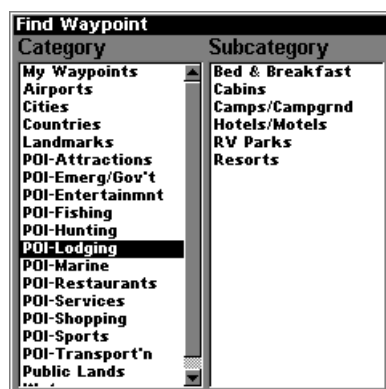 Find Waypoint
Category
My Waypoints
Airports
Cities
Countries
Landmarks
POI-Attractions
POI-Emerg/Gov't
POI-Entertainmnt
POI-Fishing
POI-Hunting
POI-Lodging
POI-Marine
POI-Restaurants
POI-Services
POI-Shopping
POI-Sports
POI-Transport'n
Public Lands
Subcategory
Bed & Breakfast
Cabins
Camps/Campgrnd
Hotels/Motels
RV Parks
Resorts